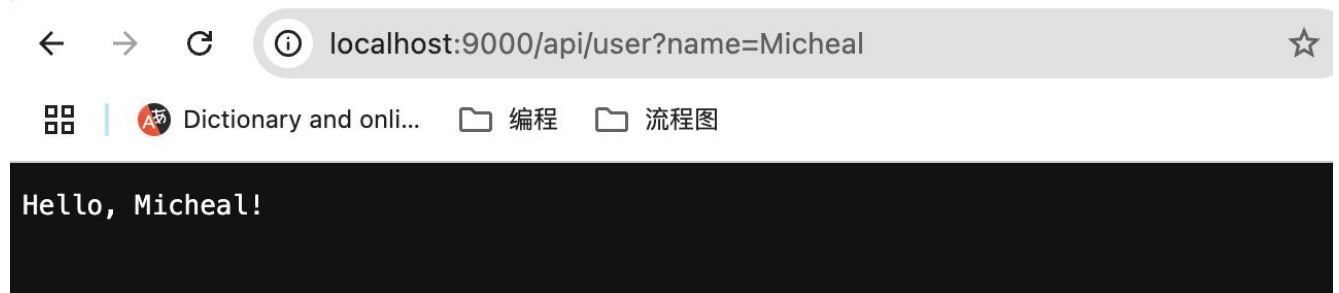 localhost:9000/api/user?name=Micheal
Dictionary and onli... 编程 流程图
Hello, Micheal!